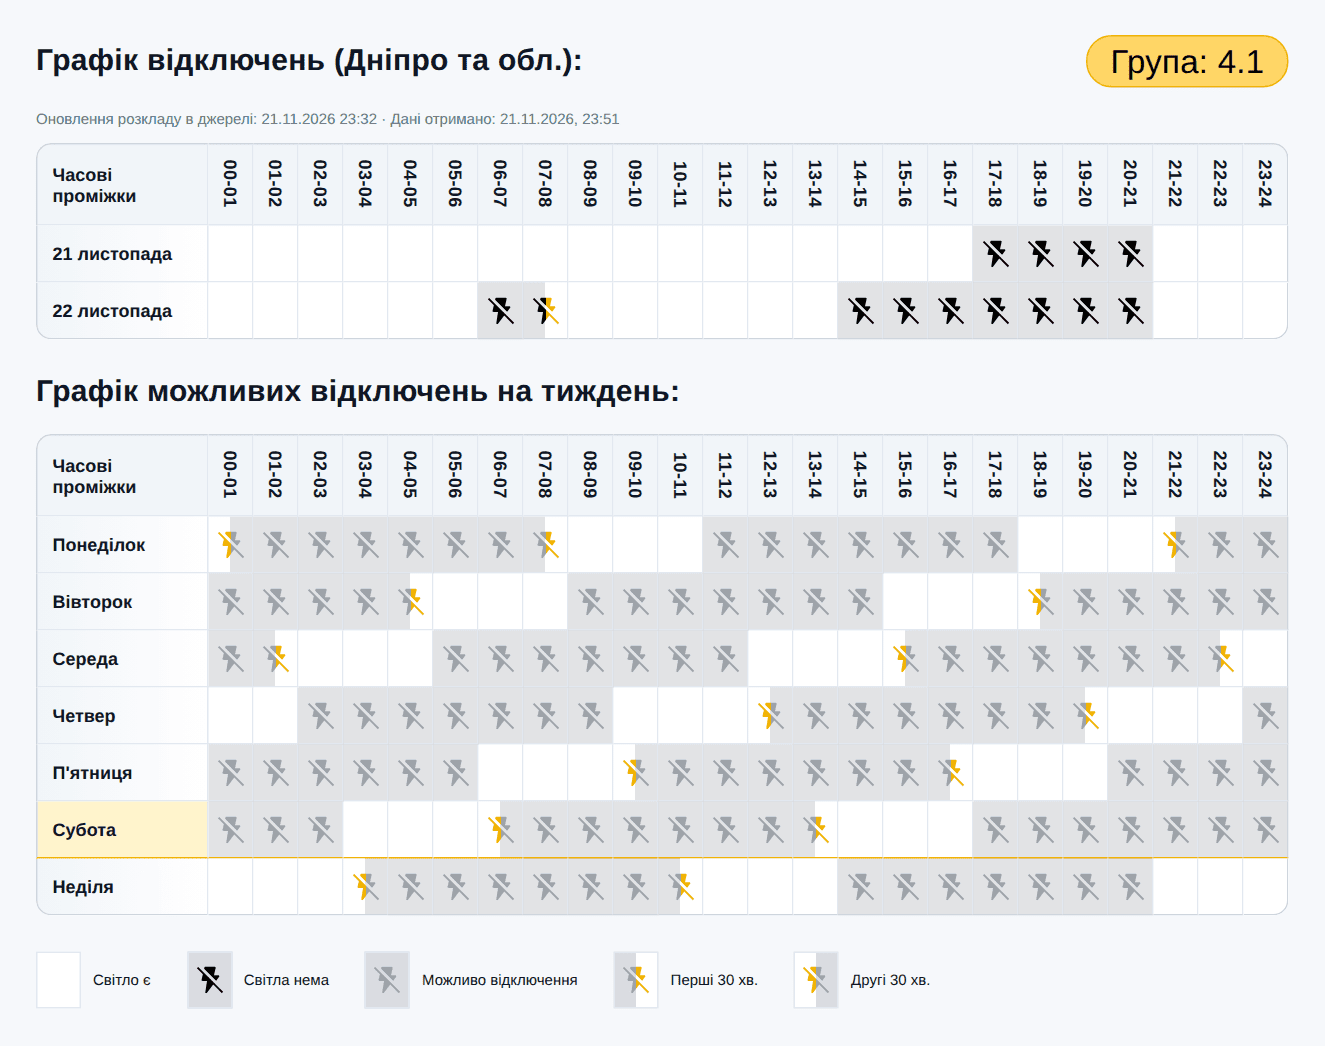 Графік відключень (Дніпро та обл.):
Група: 4.1
Оновлення розкладу в джерелі: 21.11.2026 23:32 · Дані отримано: 21.11.2026, 23:51
Часові проміжки 00-01 01-02 02-03 03-04 04-05 05-06 06-07 07-08 08-09 09-10 10-11 11-12 12-13 13-14 14-15 15-16 16-17 17-18 18-19 19-20 20-21 21-22 22-23 23-24
21 листопада
22 листопада
Графік можливих відключень на тиждень:
Часові проміжки 00-01 01-02 02-03 03-04 04-05 05-06 06-07 07-08 08-09 09-10 10-11 11-12 12-13 13-14 14-15 15-16 16-17 17-18 18-19 19-20 20-21 21-22 22-23 23-24
Понеділок
Вівторок
Середа
Четвер
П'ятниця
Субота
Неділя
Світло є Світла нема Можливо відключення Перші 30 хв. Другі 30 хв.